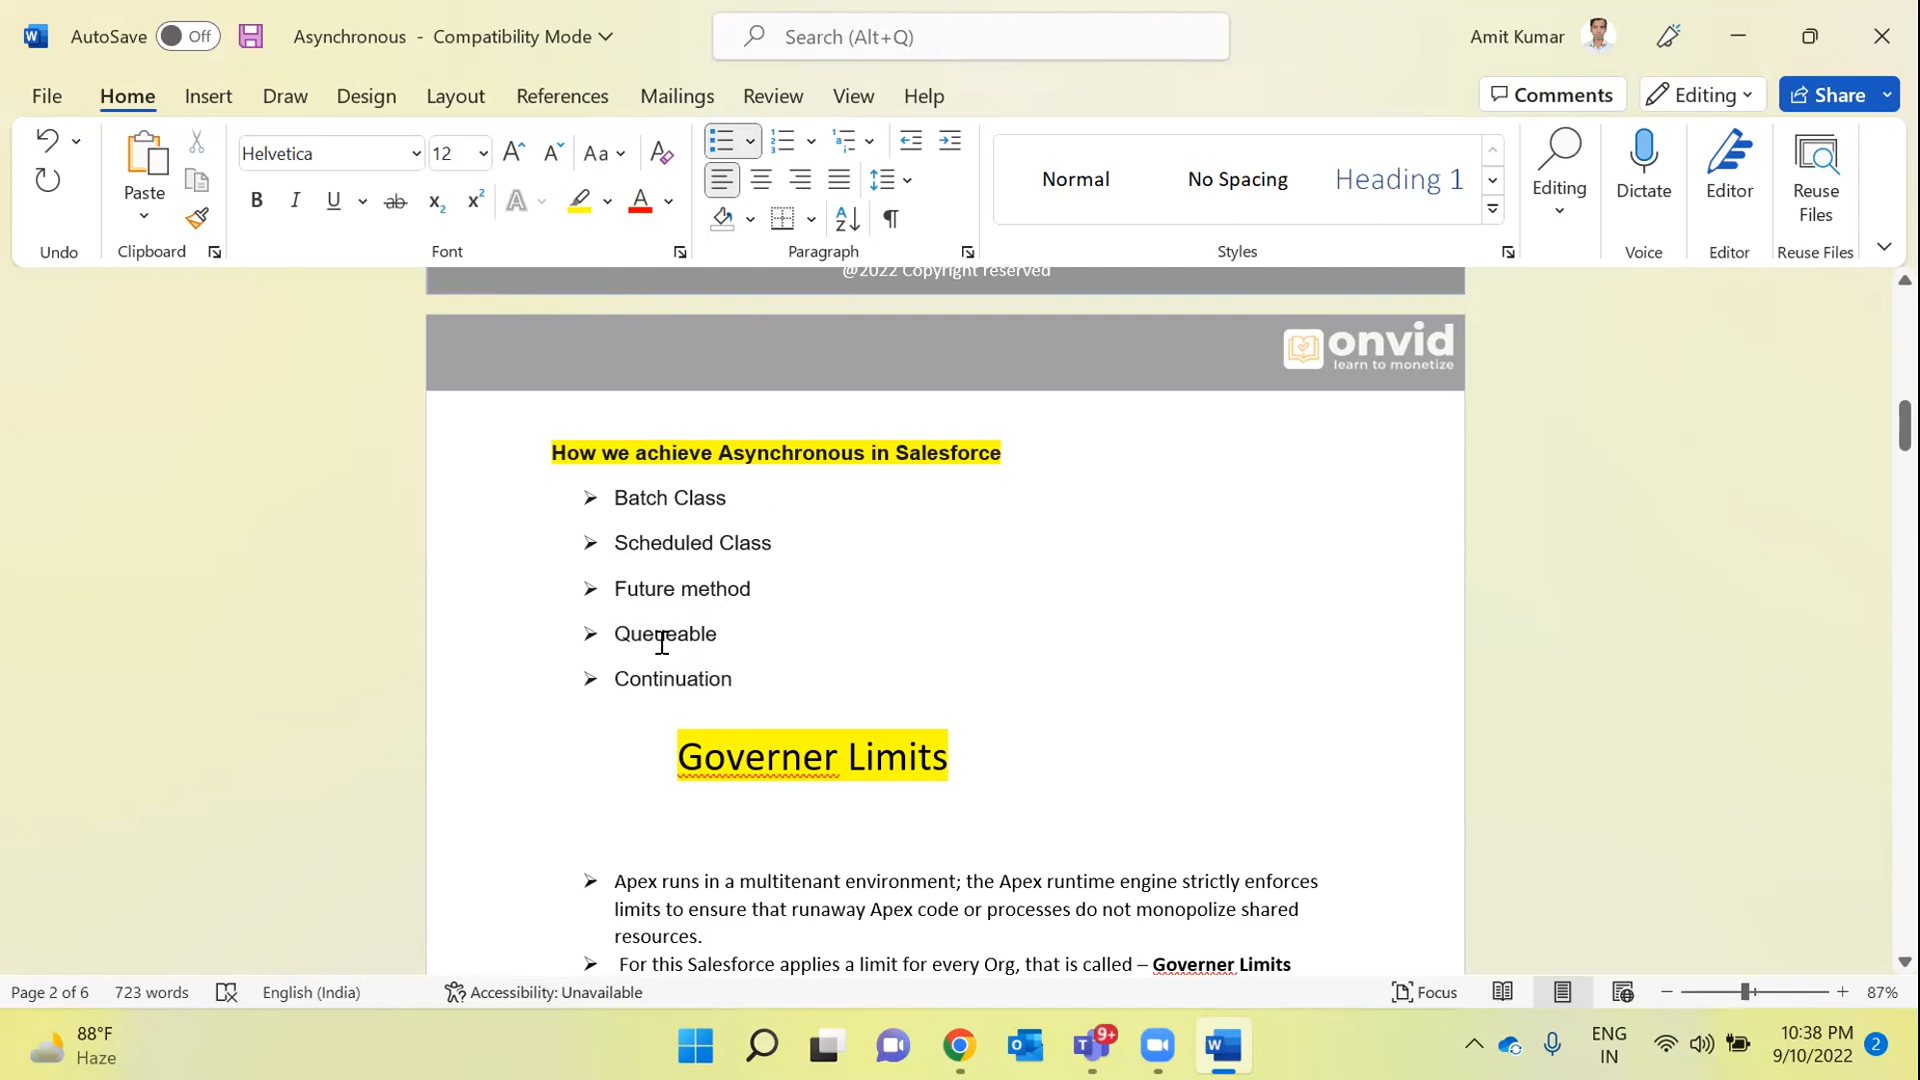 AutoSave Off Asynchronous - Compatibility Mode Search (Alt+Q) Amit Kumar
File Home Insert Draw Design Layout References Mailings Review View Help Comments Editing Share
Helvetica 12 Aa A
Paste B I U ab x₂ x² A A
Normal No Spacing Heading 1
Editing Dictate Editor Reuse Files
Undo Clipboard Font Paragraph Styles Voice Editor Reuse Files
@2022 Copyright reserved
onvid
learn to monetize
How we achieve Asynchronous in Salesforce
➢ Batch Class
➢ Scheduled Class
➢ Future method
➢ Queueable
➢ Continuation
Governer Limits
➢ Apex runs in a multitenant environment; the Apex runtime engine strictly enforces
limits to ensure that runaway Apex code or processes do not monopolize shared
resources.
➢ For this Salesforce applies a limit for every Org, that is called – Governer Limits
Page 2 of 6 723 words English (India) Accessibility: Unavailable Focus 87%
88°F
Haze
9+
ENG
IN
10:38 PM
9/10/2022
2